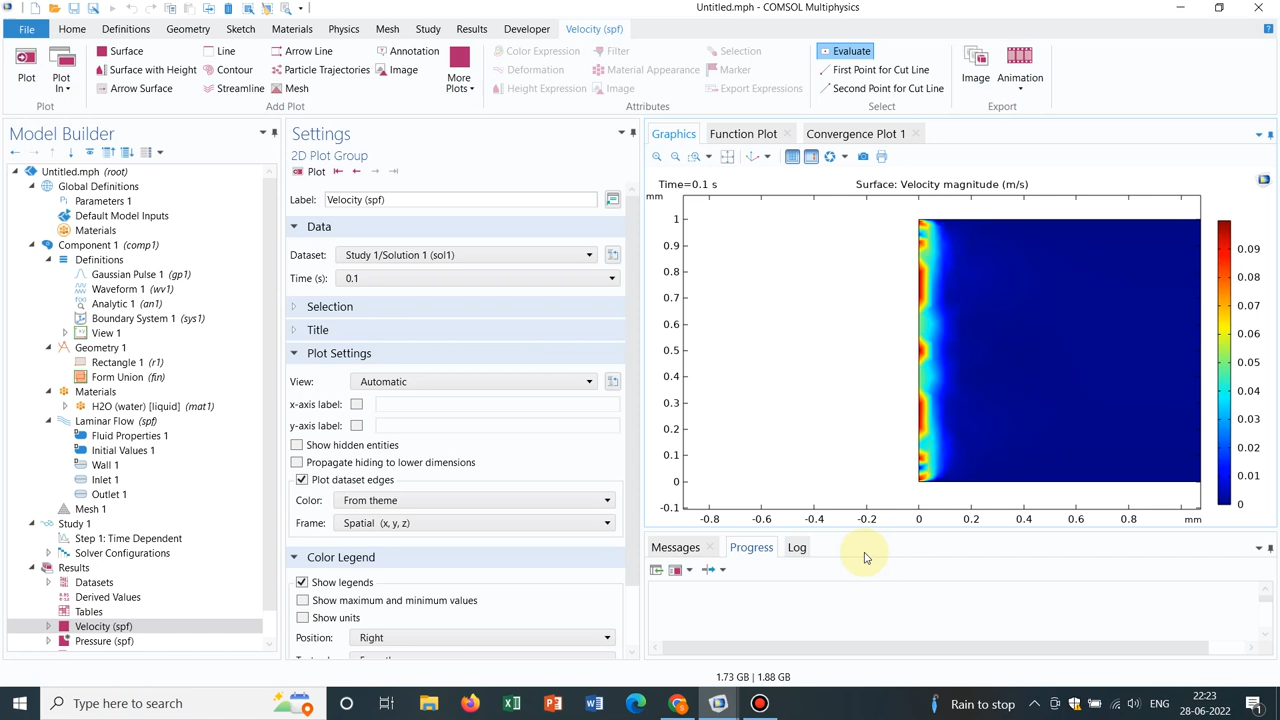 Untitled.mph - COMSOL Multiphysics
File Home Definitions Geometry Sketch Materials Physics Mesh Study Results Developer Velocity (spf)
Plot
Plot In
Plot
Surface Line Arrow Line Annotation
Surface with Height Contour Particle Trajectories Image
Arrow Surface Streamline Mesh
More Plots
Add Plot
Color Expression Filter Selection
Deformation Material Appearance Marker
Height Expression Image Export Expressions
Attributes
Evaluate
First Point for Cut Line
Second Point for Cut Line
Select
Image Animation
Export
Model Builder
Untitled.mph (root)
Global Definitions
Parameters 1
Default Model Inputs
Materials
Component 1 (comp1)
Definitions
Gaussian Pulse 1 (gp1)
Waveform 1 (wv1)
Analytic 1 (an1)
Boundary System 1 (sys1)
View 1
Geometry 1
Rectangle 1 (r1)
Form Union (fin)
Materials
H2O (water) [liquid] (mat1)
Laminar Flow (spf)
Fluid Properties 1
Initial Values 1
Wall 1
Inlet 1
Outlet 1
Mesh 1
Study 1
Step 1: Time Dependent
Solver Configurations
Results
Datasets
Derived Values
Tables
Velocity (spf)
Pressure (spf)
Settings
2D Plot Group
Plot
Label: Velocity (spf)
Data
Dataset: Study 1/Solution 1 (sol1)
Time (s): 0.1
Selection
Title
Plot Settings
View: Automatic
x-axis label:
y-axis label:
Show hidden entities
Propagate hiding to lower dimensions
Plot dataset edges
Color: From theme
Frame: Spatial (x, y, z)
Color Legend
Show legends
Show maximum and minimum values
Show units
Position: Right
Graphics Function Plot Convergence Plot 1
Time=0.1 s Surface: Velocity magnitude (m/s)
mm
1
0.9
0.8
0.7
0.6
0.5
0.4
0.3
0.2
0.1
0
-0.1
-0.8 -0.6 -0.4 -0.2 0 0.2 0.4 0.6 0.8 mm
0.09
0.08
0.07
0.06
0.05
0.04
0.03
0.02
0.01
0
Messages Progress Log
1.73 GB | 1.88 GB
Type here to search
Rain to stop
ENG
22:23
28-06-2022